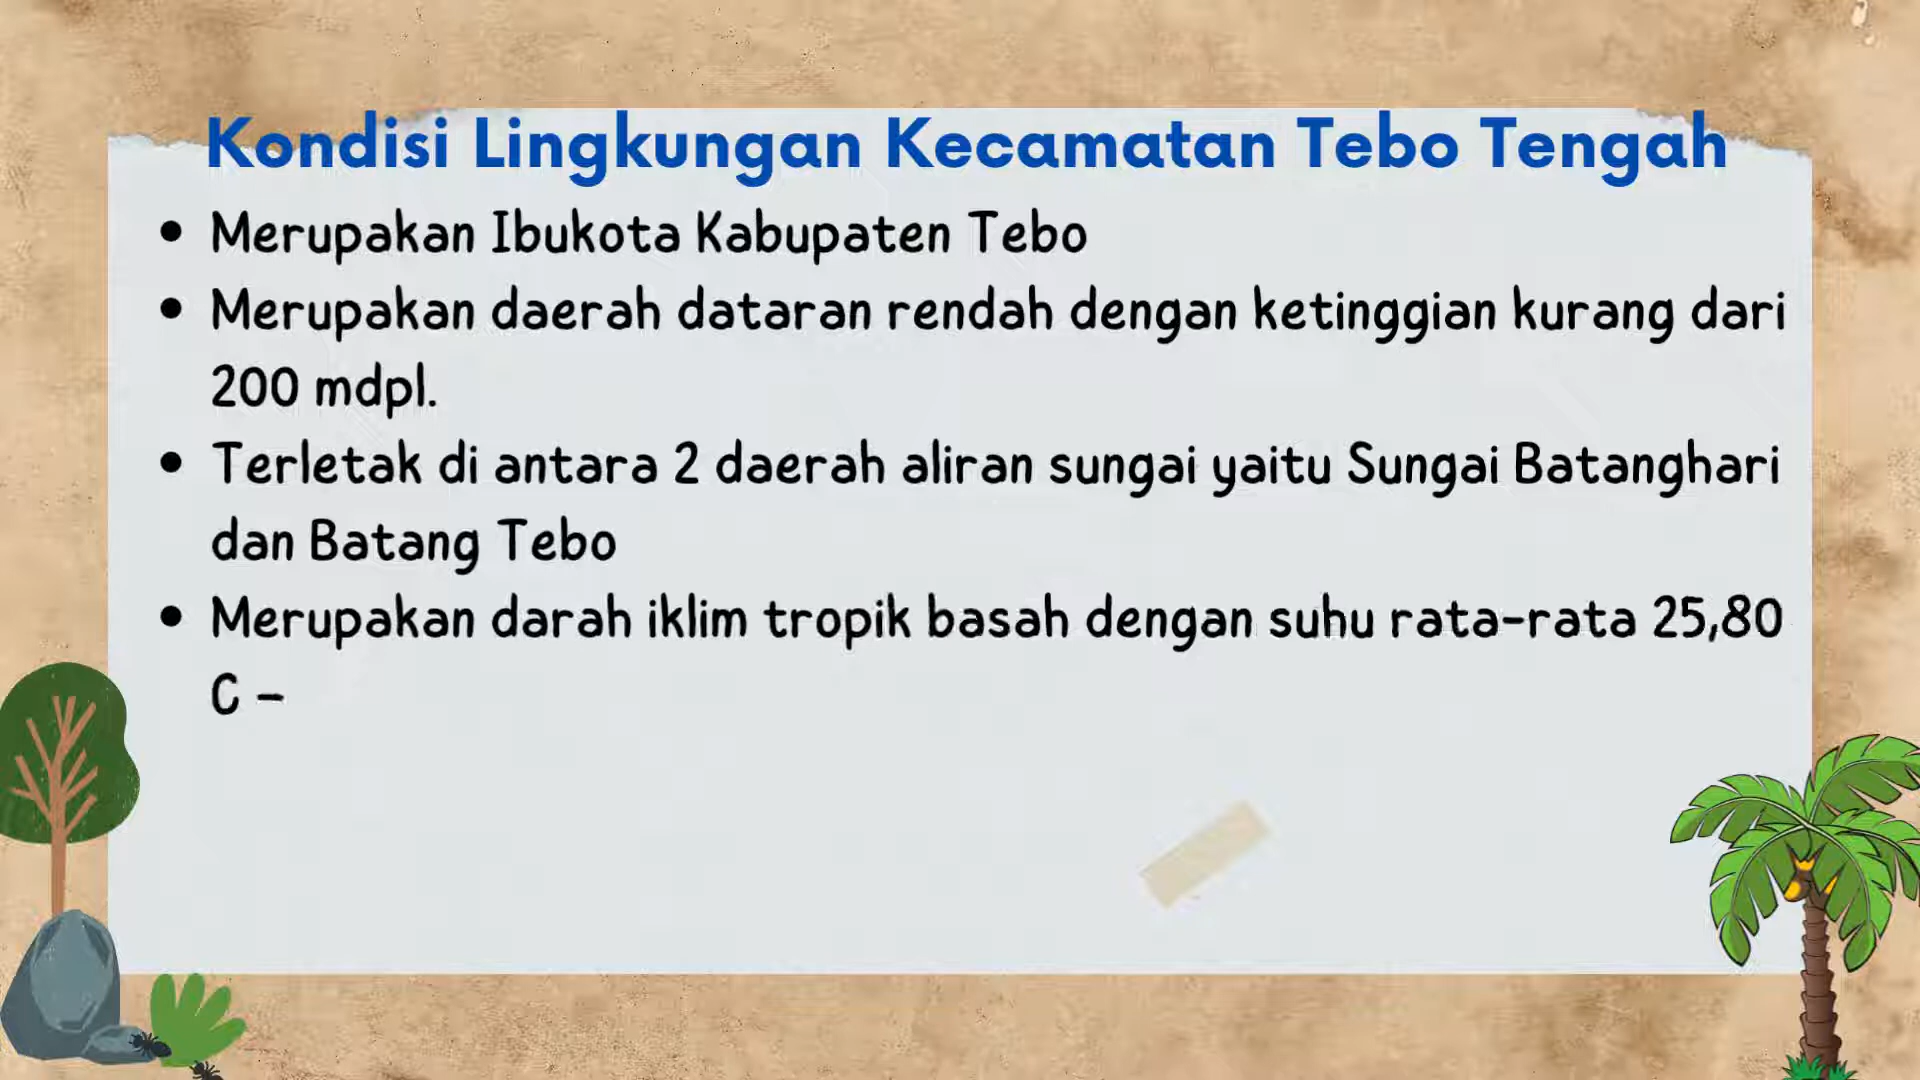 Kondisi Lingkungan Kecamatan Tebo Tengah
• Merupakan Ibukota Kabupaten Tebo
• Merupakan daerah dataran rendah dengan ketinggian kurang dari
200 mdpl.
• Terletak di antara 2 daerah aliran sungai yaitu Sungai Batanghari
dan Batang Tebo
• Merupakan darah iklim tropik basah dengan suhu rata-rata 25,80
C –